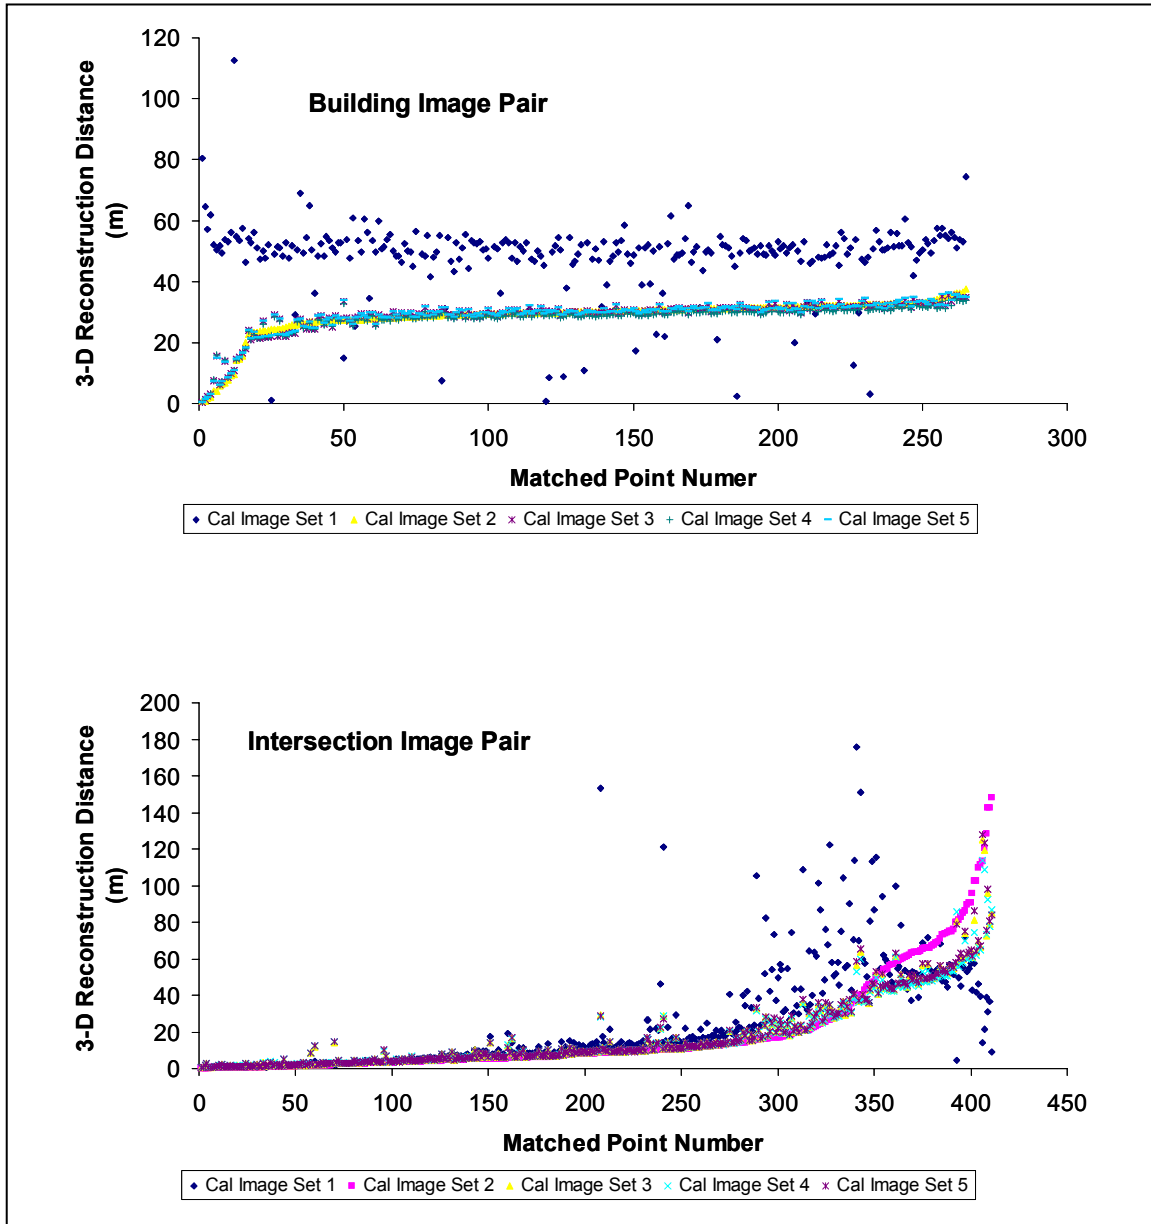 120
100
80
60
40
20
0
3-D Reconstruction Distance
(m)
Building Image Pair
0 50 100 150 200 250 300
Matched Point Numer
Cal Image Set 1 Cal Image Set 2 Cal Image Set 3 Cal Image Set 4 Cal Image Set 5
200
180
160
140
120
100
80
60
40
20
0
3-D Reconstruction Distance
(m)
Intersection Image Pair
0 50 100 150 200 250 300 350 400 450
Matched Point Number
Cal Image Set 1 Cal Image Set 2 Cal Image Set 3 Cal Image Set 4 Cal Image Set 5